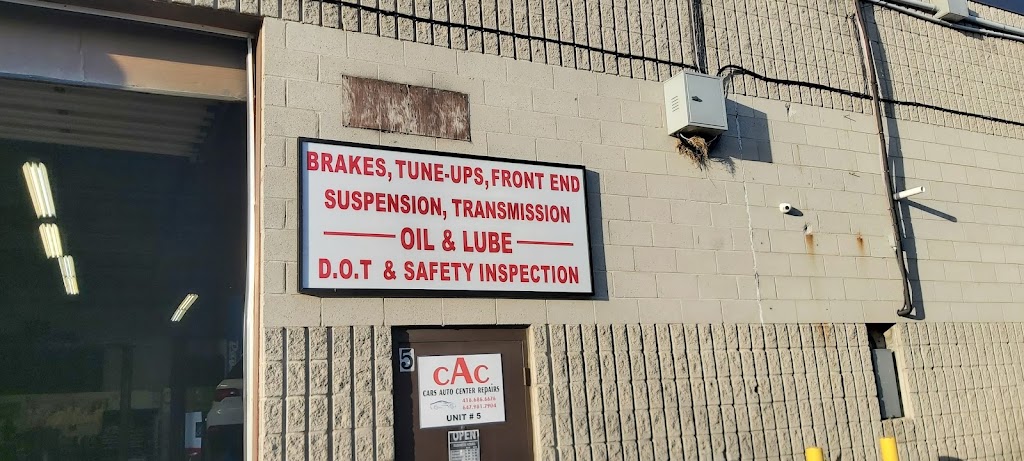 BRAKES, TUNE-UPS, FRONT END
SUSPENSION, TRANSMISSION
OIL & LUBE
D.O.T & SAFETY INSPECTION
5
CAC
CARS AUTO CENTER REPAIRS
UNIT # 5
OPEN